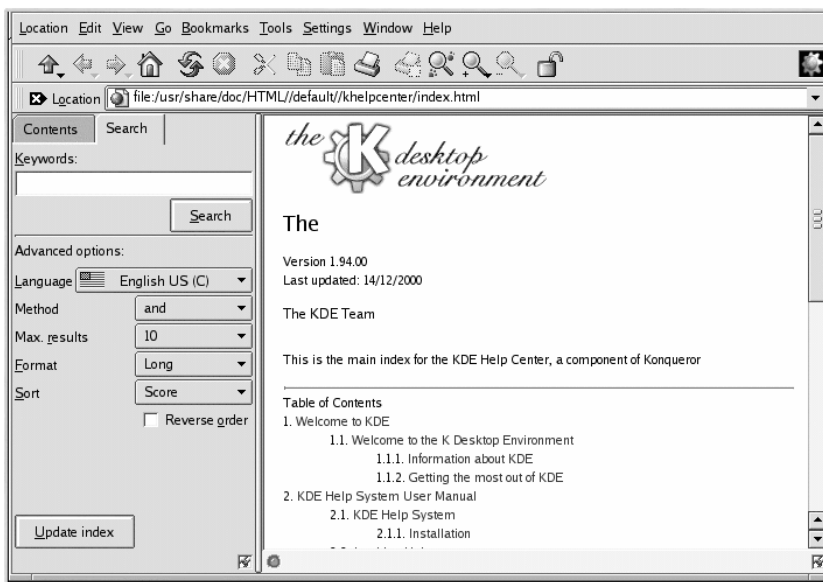 Location Edit View Go Bookmarks Tools Settings Window Help
Location file:/usr/share/doc/HTML//default//khelpcenter/index.html
Contents Search
Keywords:
Search
Advanced options:
Language English US (C)
Method and
Max. results 10
Format Long
Sort Score
Reverse order
Update index
the K desktop
environment
The
Version 1.94.00
Last updated: 14/12/2000
The KDE Team
This is the main index for the KDE Help Center, a component of Konqueror
Table of Contents
1. Welcome to KDE
1.1. Welcome to the K Desktop Environment
1.1.1. Information about KDE
1.1.2. Getting the most out of KDE
2. KDE Help System User Manual
2.1. KDE Help System
2.1.1. Installation